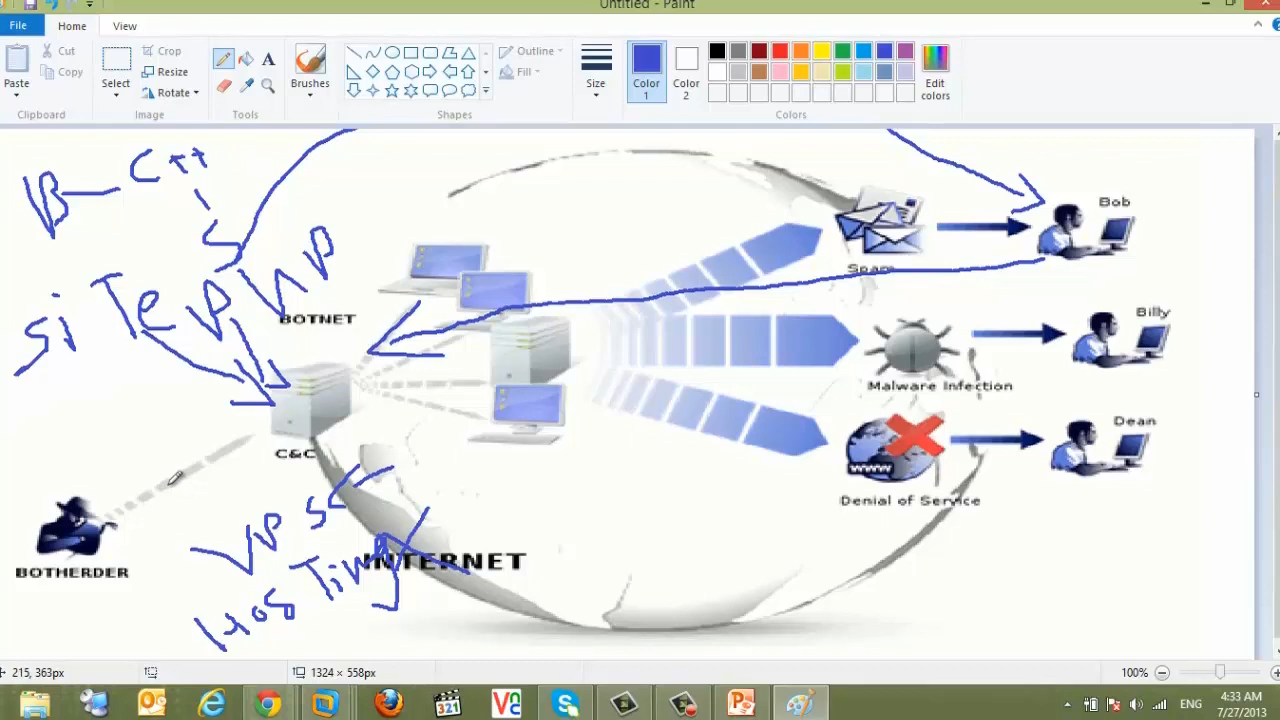 Untitled - Paint
File
Home
View
Paste
Cut
Copy
Clipboard
Select
Crop
Resize
Rotate
Image
Tools
Brushes
Outline
Fill
Shapes
Size
Color 1
Color 2
Edit colors
Colors
B
C++
Bob
Spam
BOTNET
Billy
Malware Infection
Dean
C&C
www
Denial of Service
VPS
Hosting
INTERNET
BOTHERDER
215, 363px
1324 × 558px
100%
321
ENG
4:33 AM
7/27/2013